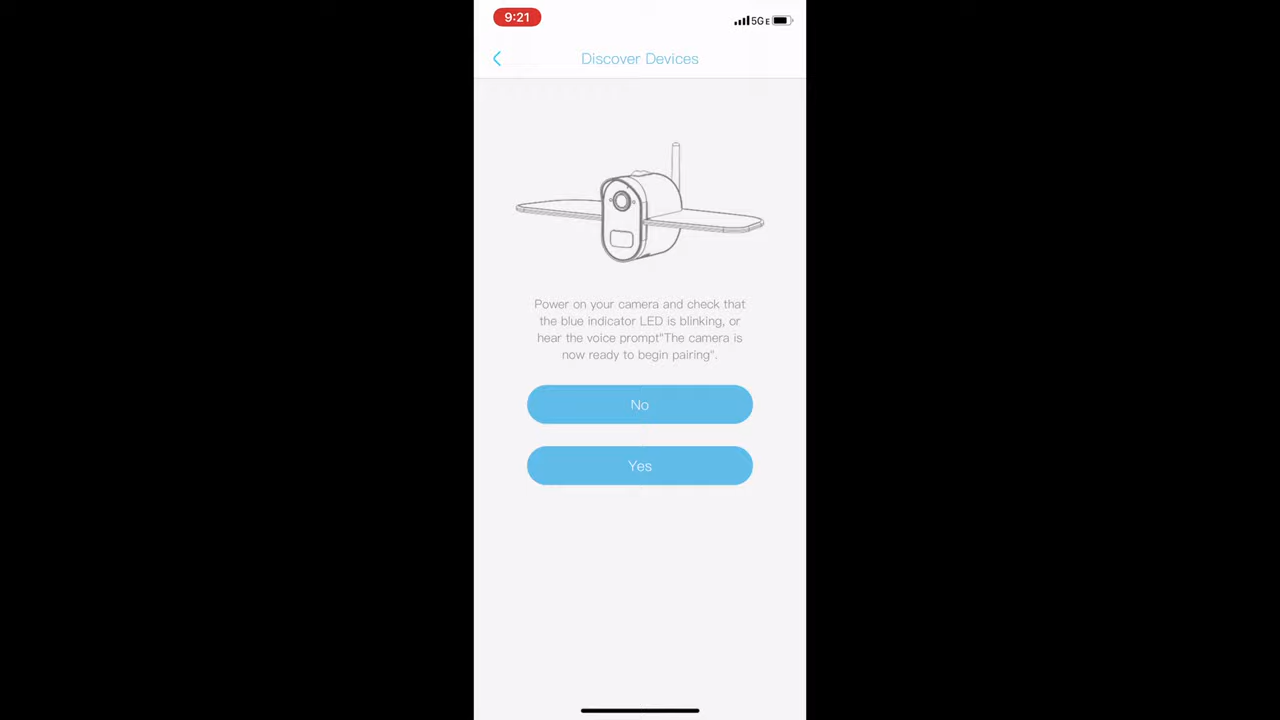 9:21
5G E
Discover Devices
Power on your camera and check that
the blue indicator LED is blinking, or
hear the voice prompt"The camera is
now ready to begin pairing".
No
Yes